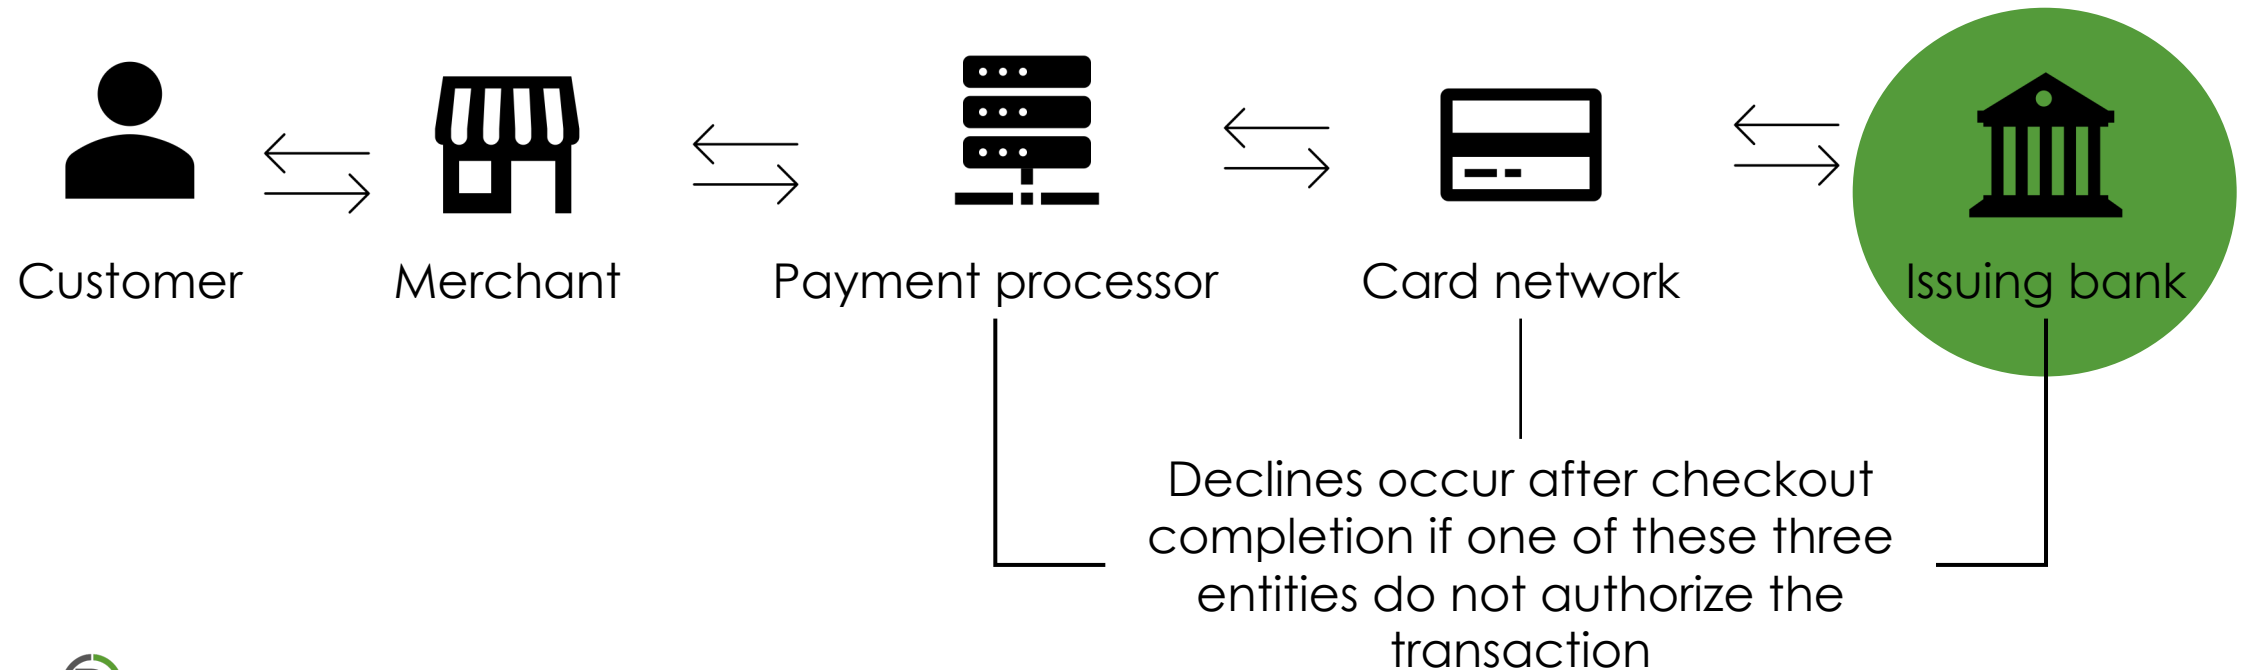 Customer
Merchant
Payment processor
Card network
Issuing bank
Declines occur after checkout
completion if one of these three
entities do not authorize the
transaction